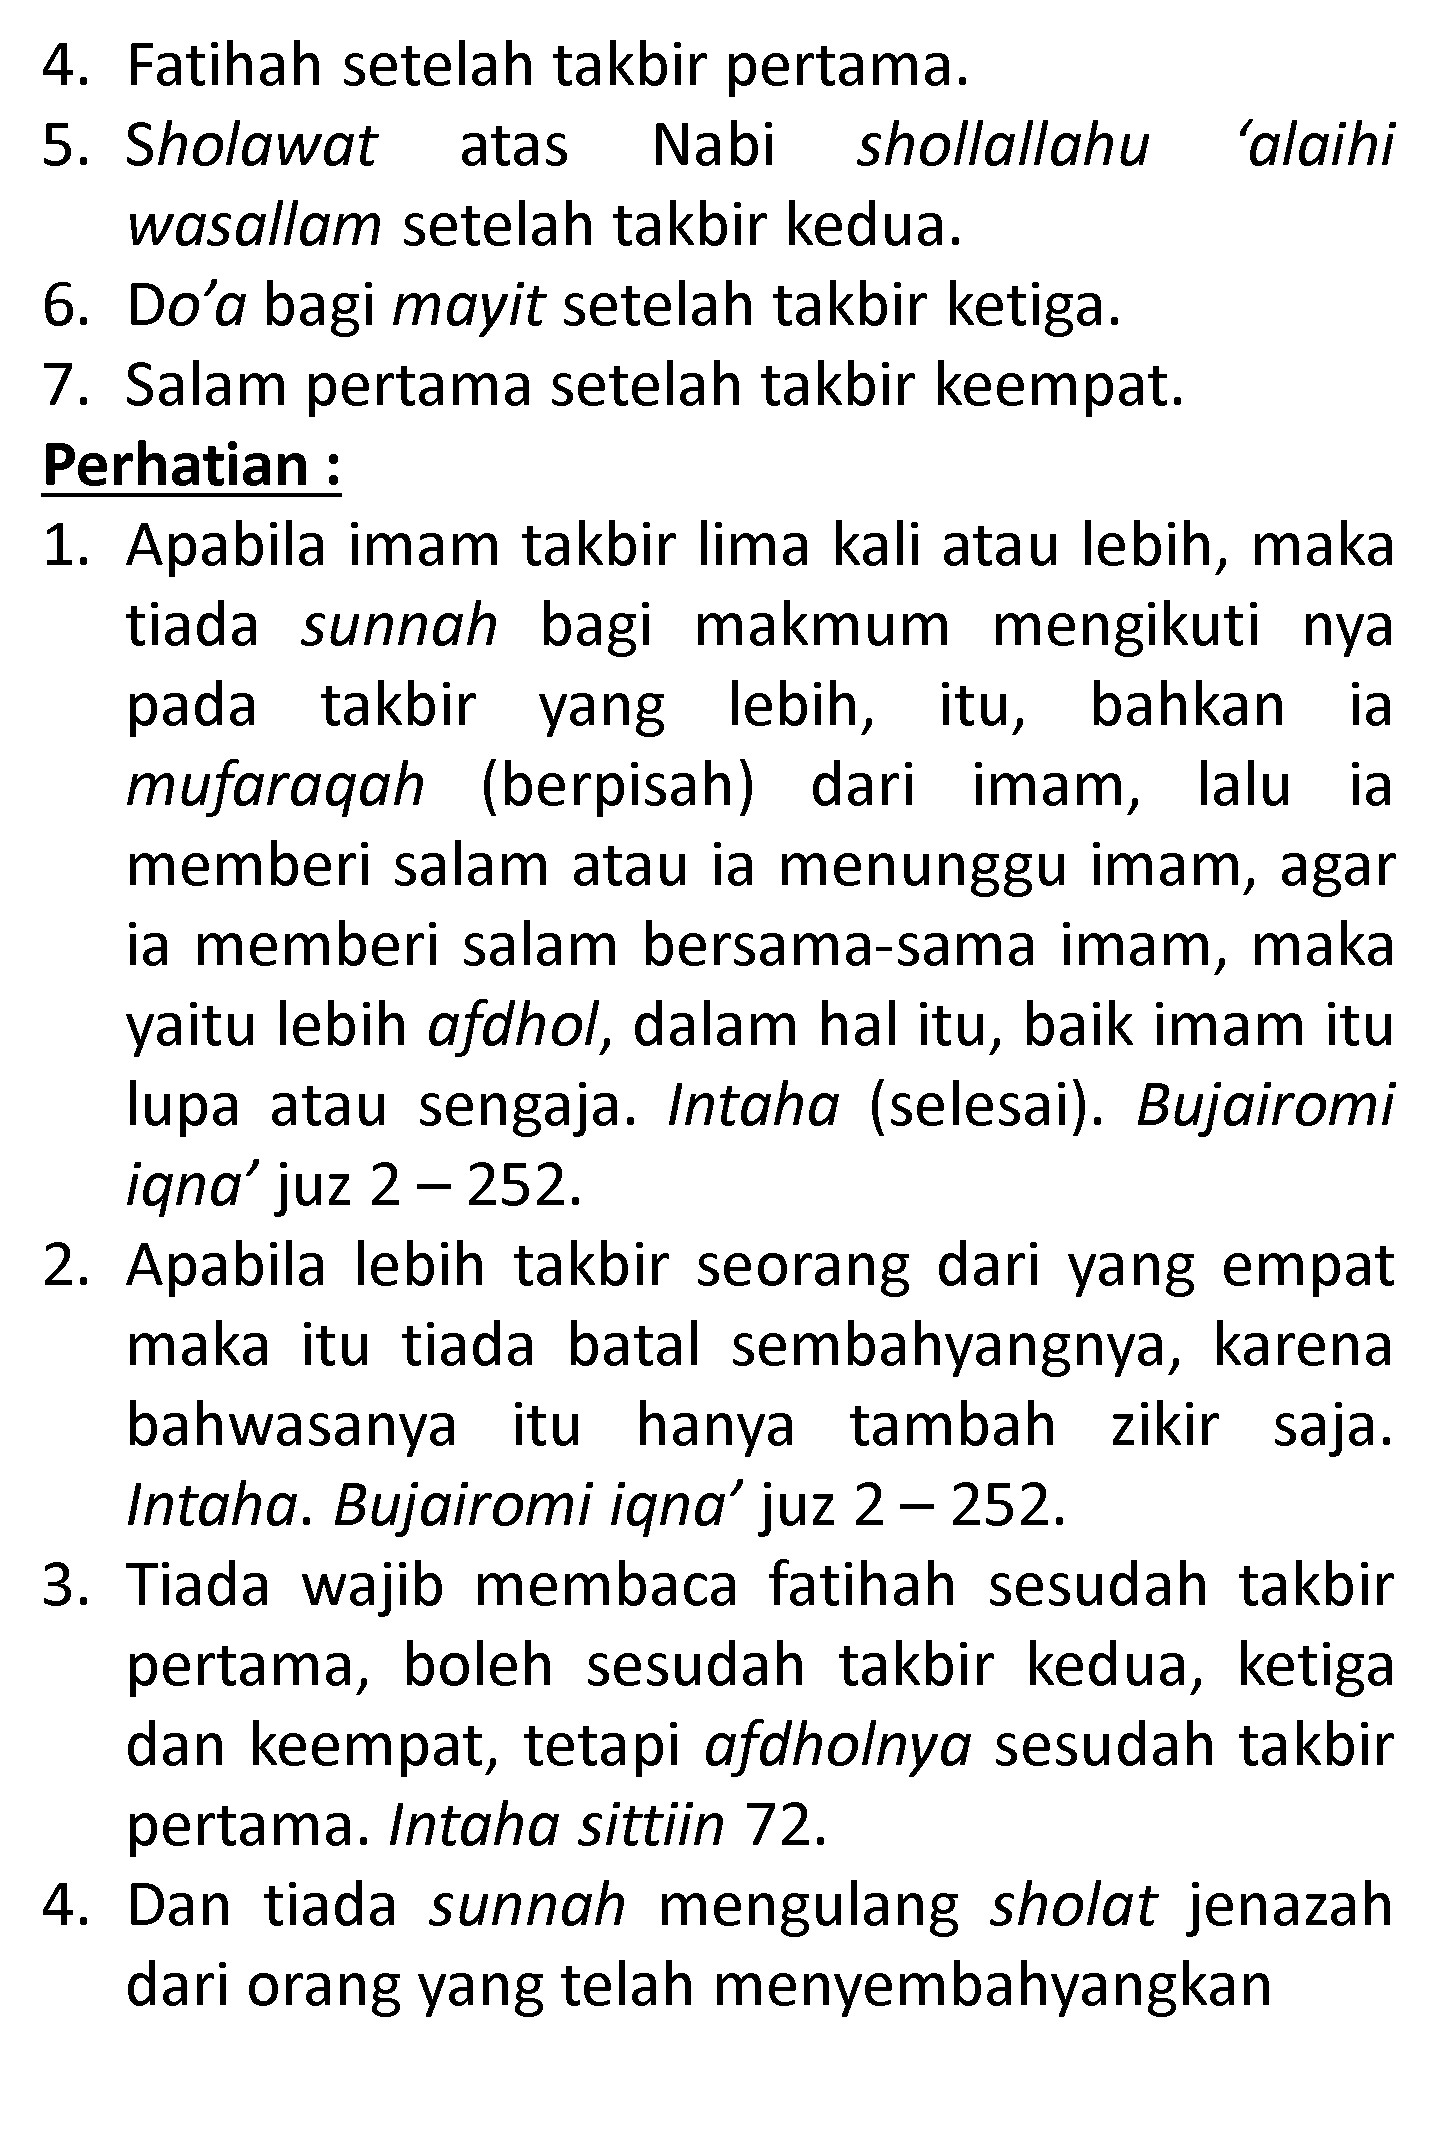 4. Fatihah setelah takbir pertama.
5. Sholawat atas Nabi shollallahu ‘alaihi
wasallam setelah takbir kedua.
6. Do’a bagi mayit setelah takbir ketiga.
7. Salam pertama setelah takbir keempat.
Perhatian :
1. Apabila imam takbir lima kali atau lebih, maka
tiada sunnah bagi makmum mengikuti nya
pada takbir yang lebih, itu, bahkan ia
mufaraqah (berpisah) dari imam, lalu ia
memberi salam atau ia menunggu imam, agar
ia memberi salam bersama-sama imam, maka
yaitu lebih afdhol, dalam hal itu, baik imam itu
lupa atau sengaja. Intaha (selesai). Bujairomi
iqna’ juz 2 – 252.
2. Apabila lebih takbir seorang dari yang empat
maka itu tiada batal sembahyangnya, karena
bahwasanya itu hanya tambah zikir saja.
Intaha. Bujairomi iqna’ juz 2 – 252.
3. Tiada wajib membaca fatihah sesudah takbir
pertama, boleh sesudah takbir kedua, ketiga
dan keempat, tetapi afdholnya sesudah takbir
pertama. Intaha sittiin 72.
4. Dan tiada sunnah mengulang sholat jenazah
dari orang yang telah menyembahyangkan